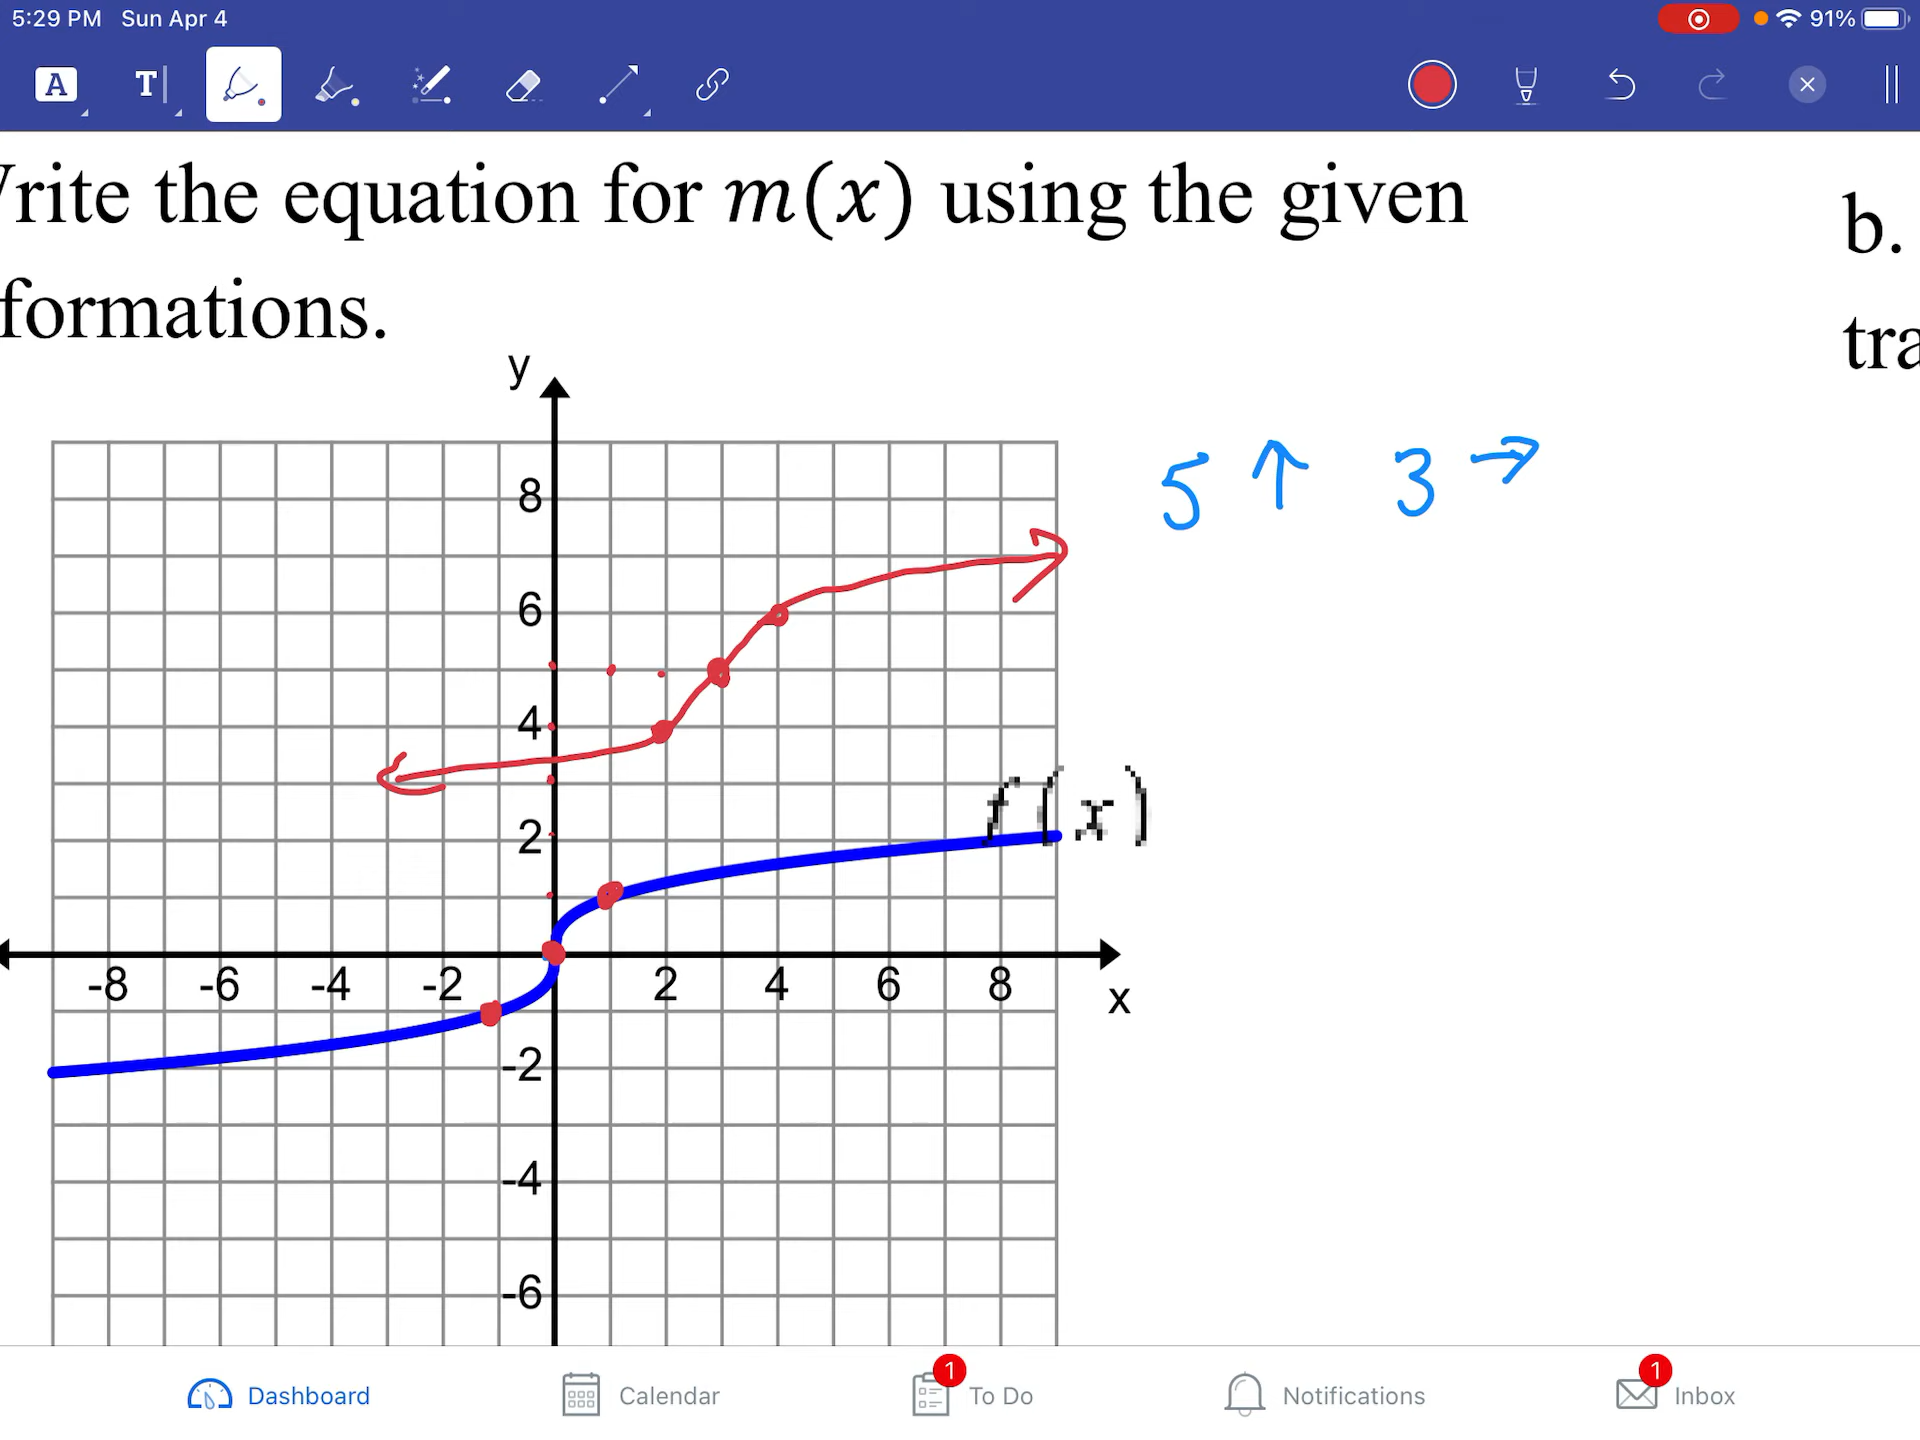 5:29 PM Sun Apr 4 91%
A T
rite the equation for m(x) using the given
b.
formations.
tra
y
5 ↑ 3 →
8
6
4
f(x)
2
-8 -6 -4 -2 2 4 6 8
x
-2
-4
-6
1 1
Dashboard Calendar To Do Notifications Inbox